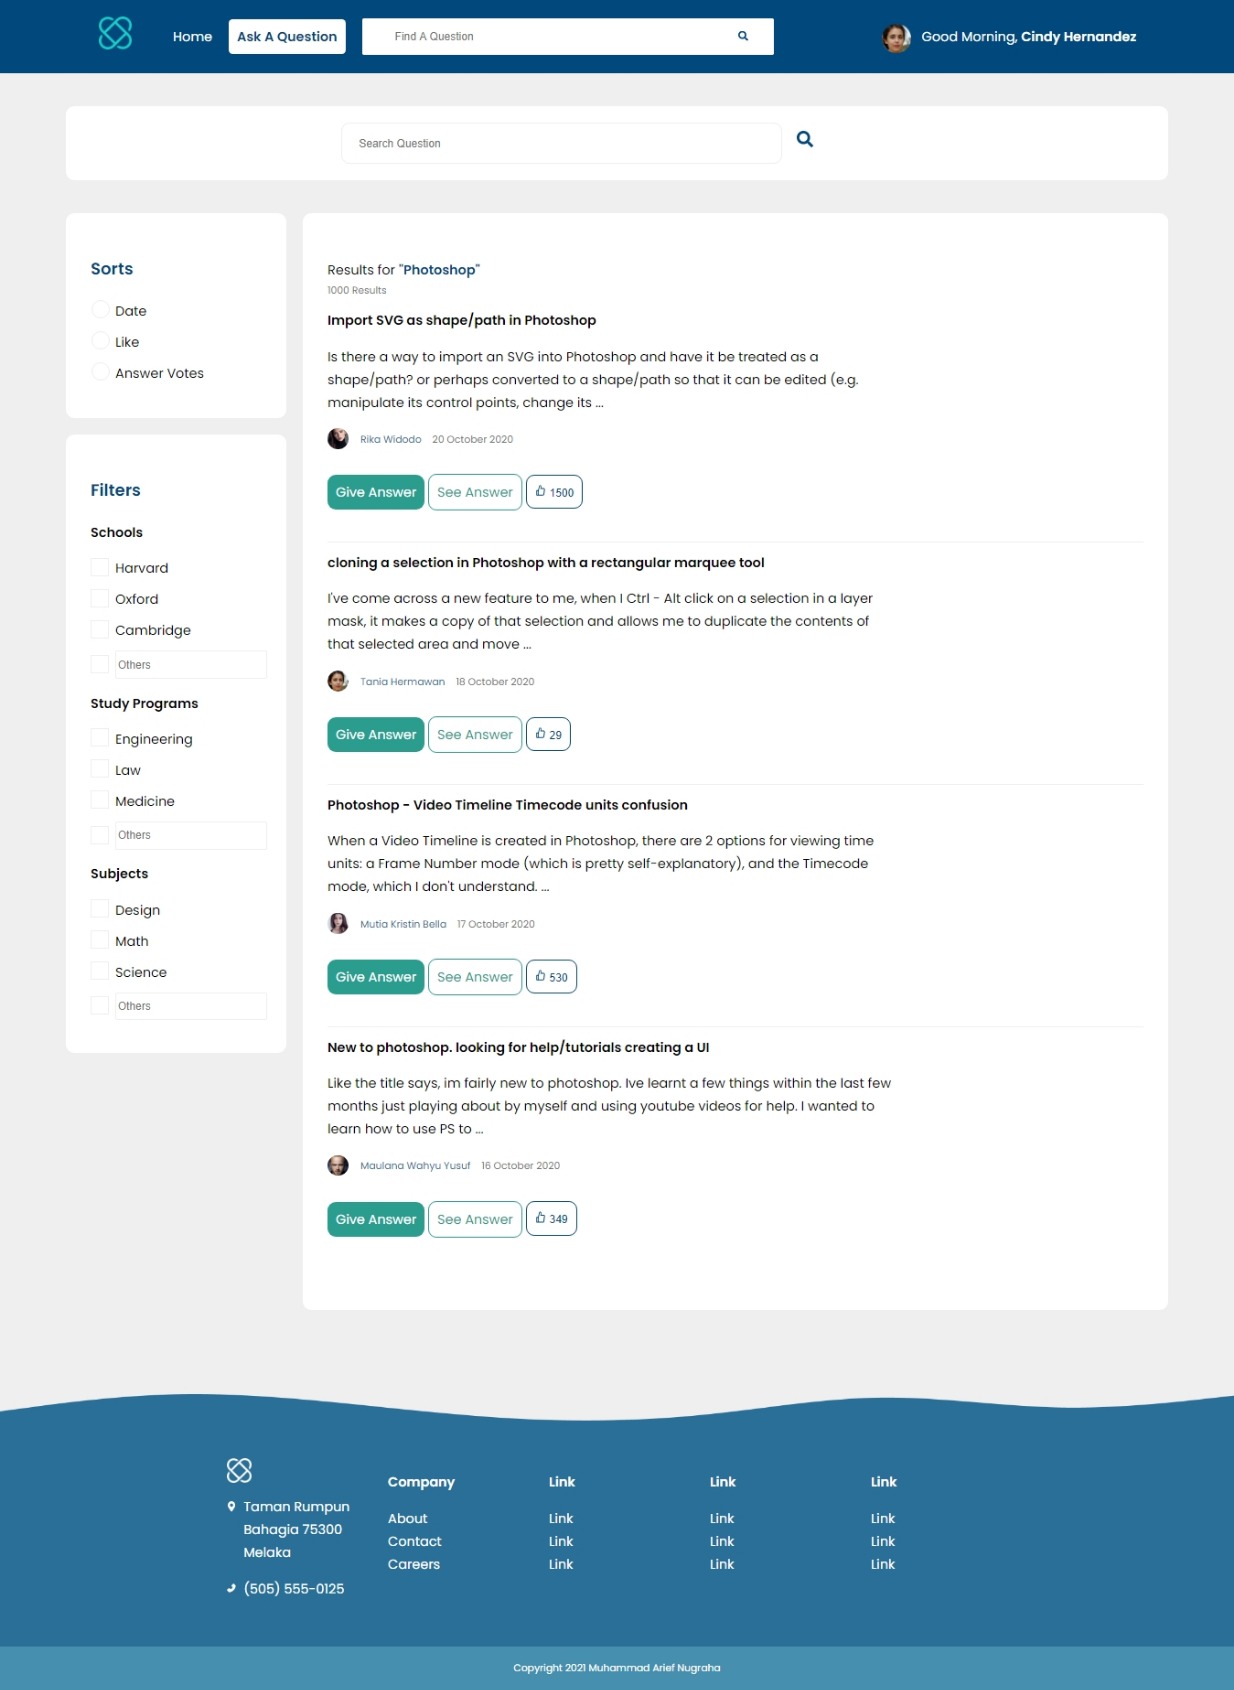 Home
Ask A Question
Find A Question
Good Morning, Cindy Hernandez
Search Question
Sorts
Date
Like
Answer Votes
Filters
Schools
Harvard
Oxford
Cambridge
Others
Study Programs
Engineering
Law
Medicine
Others
Subjects
Design
Math
Science
Others
Results for "Photoshop"
1000 Results
Import SVG as shape/path in Photoshop
Is there a way to import an SVG into Photoshop and have it be treated as a
shape/path? or perhaps converted to a shape/path so that it can be edited (e.g.
manipulate its control points, change its ...
Rika Widodo 20 October 2020
Give Answer See Answer 1500
cloning a selection in Photoshop with a rectangular marquee tool
I've come across a new feature to me, when I Ctrl - Alt click on a selection in a layer
mask, it makes a copy of that selection and allows me to duplicate the contents of
that selected area and move ...
Tania Hermawan 18 October 2020
Give Answer See Answer 29
Photoshop - Video Timeline Timecode units confusion
When a Video Timeline is created in Photoshop, there are 2 options for viewing time
units: a Frame Number mode (which is pretty self-explanatory), and the Timecode
mode, which I don't understand. ...
Mutia Kristin Bella 17 October 2020
Give Answer See Answer 530
New to photoshop. looking for help/tutorials creating a UI
Like the title says, im fairly new to photoshop. Ive learnt a few things within the last few
months just playing about by myself and using youtube videos for help. I wanted to
learn how to use PS to ...
Maulana Wahyu Yusuf 16 October 2020
Give Answer See Answer 349
Taman Rumpun
Bahagia 75300
Melaka
(505) 555-0125
Company
About
Contact
Careers
Link
Link
Link
Link
Link
Link
Link
Link
Link
Link
Link
Link
Copyright 2021 Muhammad Arief Nugraha